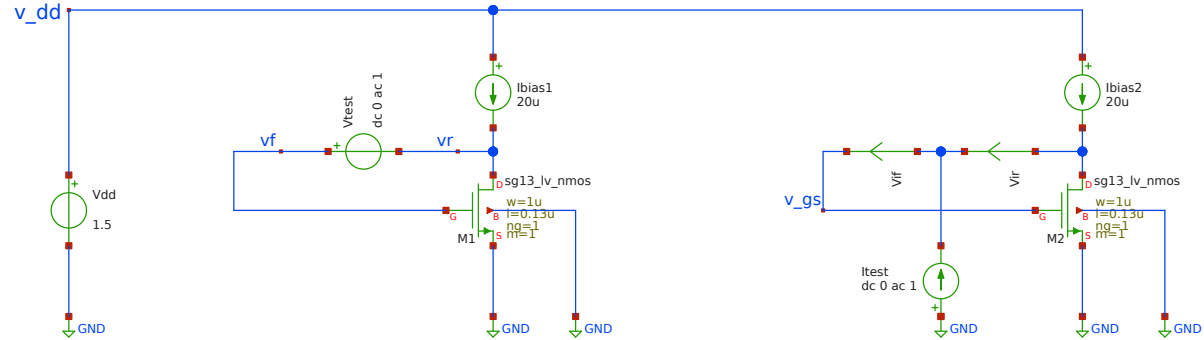 v_dd
Vdd
1.5
GND
vf
Vtest
dc 0 ac 1
vr
Ibias1
20u
sg13_lv_nmos
w=1u
l=0.13u
ng=1
m=1
D
G
B
S
M1
GND
GND
v_gs
Vif
Vir
Itest
dc 0 ac 1
GND
Ibias2
20u
sg13_lv_nmos
w=1u
l=0.13u
ng=1
m=1
D
G
B
S
M2
GND
GND
+
+
+
+
+